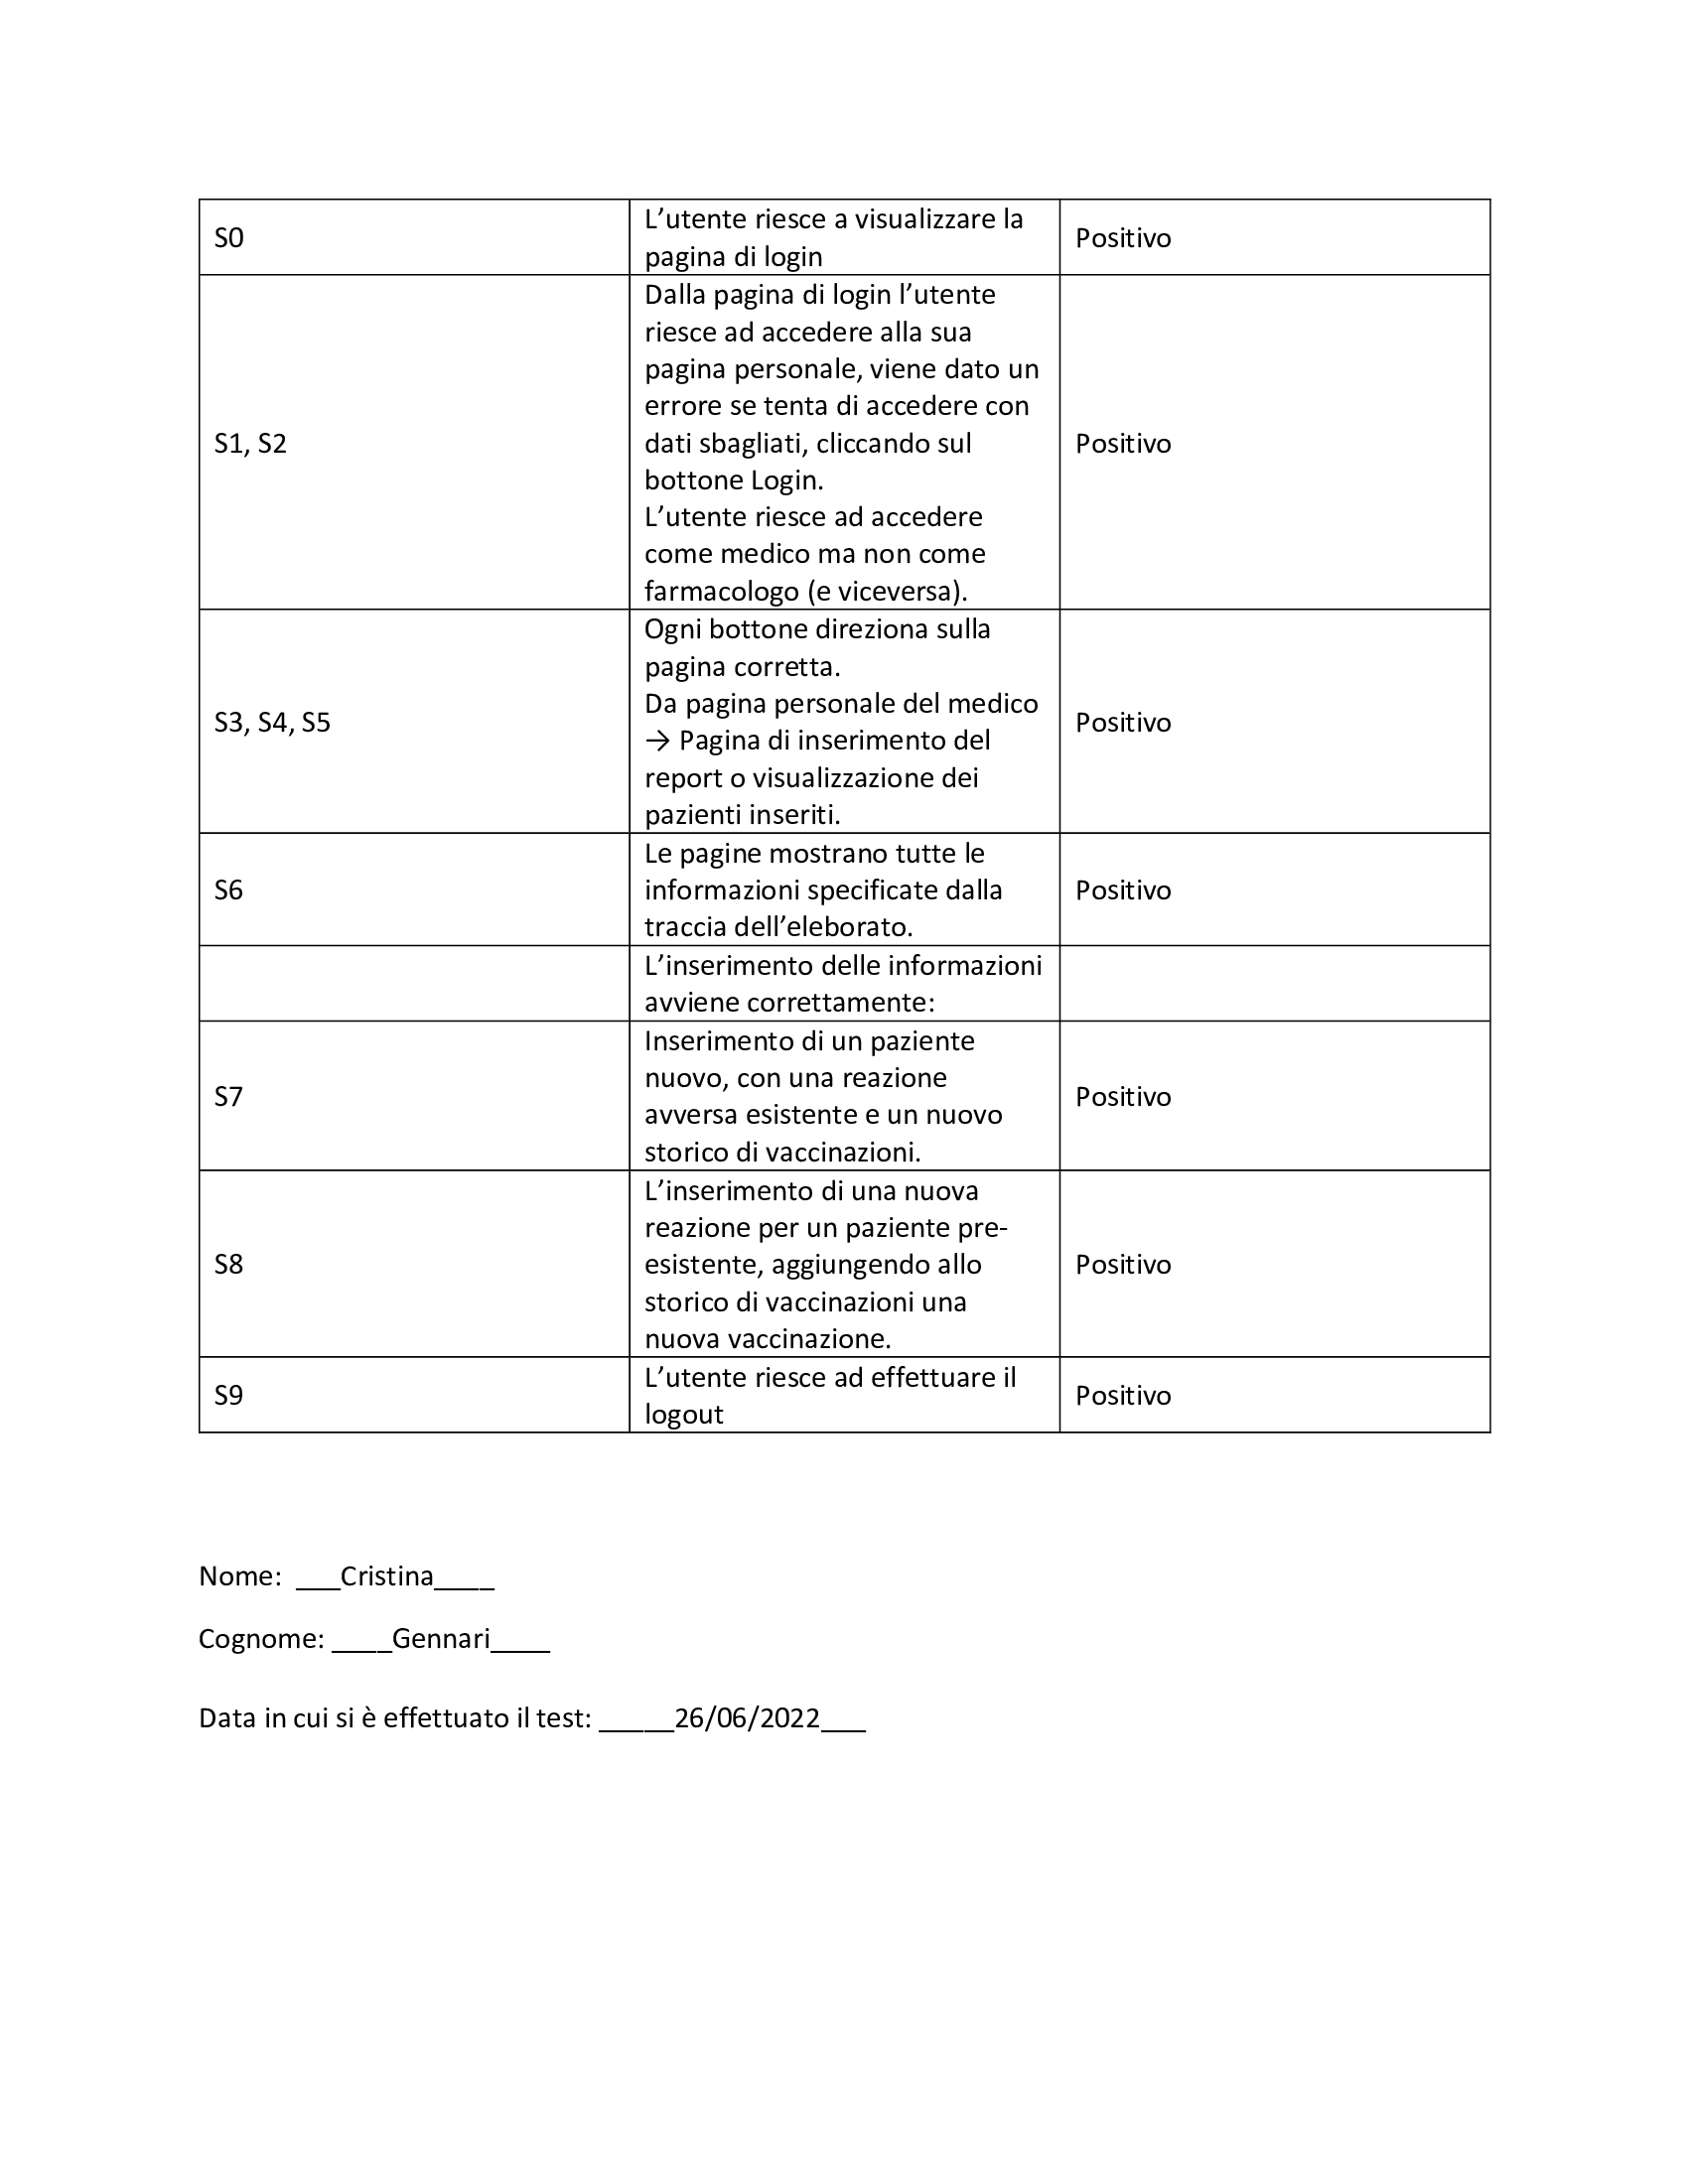 S0
L’utente riesce a visualizzare la
pagina di login
Positivo
S1, S2
Dalla pagina di login l’utente
riesce ad accedere alla sua
pagina personale, viene dato un
errore se tenta di accedere con
dati sbagliati, cliccando sul
bottone Login.
L’utente riesce ad accedere
come medico ma non come
farmacologo (e viceversa).
Positivo
S3, S4, S5
Ogni bottone direziona sulla
pagina corretta.
Da pagina personale del medico
→ Pagina di inserimento del
report o visualizzazione dei
pazienti inseriti.
Positivo
S6
Le pagine mostrano tutte le
informazioni specificate dalla
traccia dell’eleborato.
Positivo
L’inserimento delle informazioni
avviene correttamente:
S7
Inserimento di un paziente
nuovo, con una reazione
avversa esistente e un nuovo
storico di vaccinazioni.
Positivo
S8
L’inserimento di una nuova
reazione per un paziente pre-
esistente, aggiungendo allo
storico di vaccinazioni una
nuova vaccinazione.
Positivo
S9
L’utente riesce ad effettuare il
logout
Positivo
Nome: ___Cristina____
Cognome: ____Gennari____
Data in cui si è effettuato il test: _____26/06/2022___